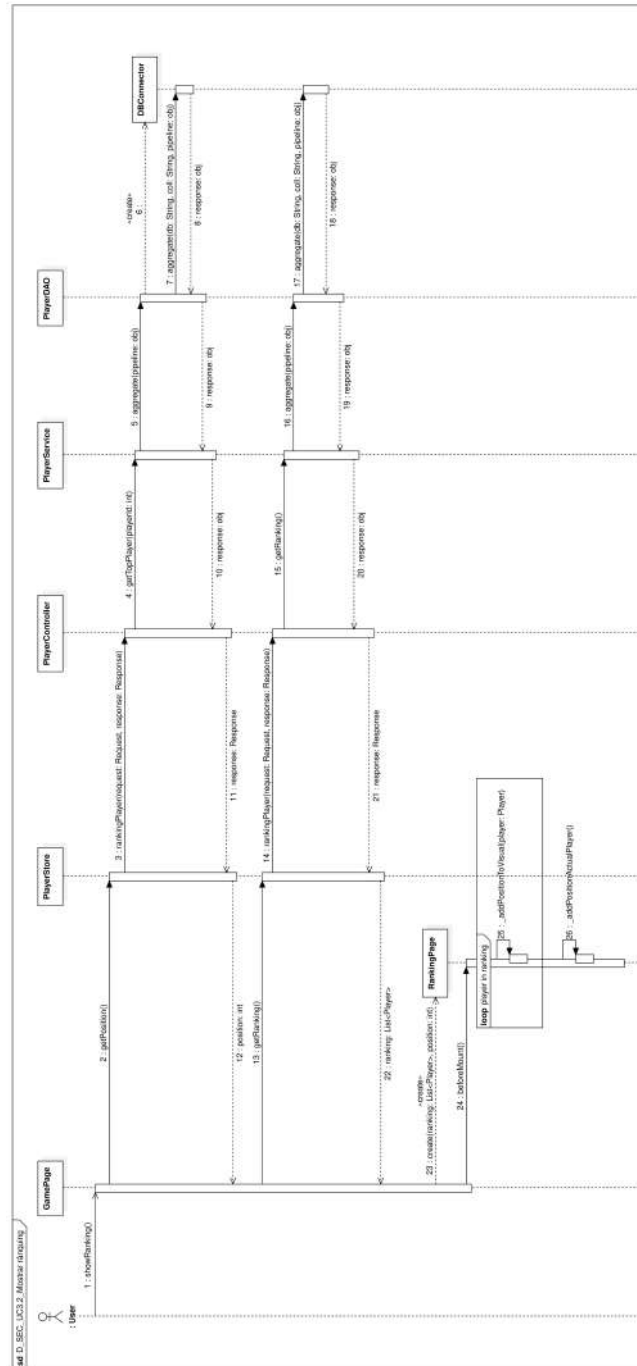 sd D_SEC_UC3.2_Mostrar rànquing
: User
GamePage
PlayerStore
PlayerController
PlayerService
PlayerDAO
DBConnector
RankingPage
1 : showRanking()
2 : getPosition()
3 : rankingPlayer(request: Request, response: Response)
4 : getTopPlayer(playerId: int)
5 : aggregate(pipeline: obj)
«create»
6 :
7 : aggregate(db: String, coll: String, pipeline: obj)
8 : response: obj
9 : response: obj
10 : response: obj
11 : response: Response
12 : position: int
13 : getRanking()
14 : rankingPlayer(request: Request, response: Response)
15 : getRanking()
16 : aggregate(pipeline: obj)
17 : aggregate(db: String, coll: String, pipeline: obj)
18 : response: obj
19 : response: obj
20 : response: obj
21 : response: Response
22 : ranking: List<Player>
«create»
23 : create(ranking: List<Player>, position: int)
24 : beforeMount()
loop player in ranking
25 : _addPositionToVisual(player: Player)
26 : _addPositionActualPlayer()